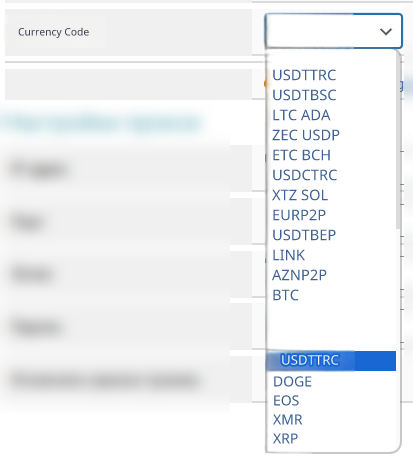 Currency Code
USDTTRC
USDTBSC
LTC ADA
ZEC USDP
ETC BCH
USDCTRC
XTZ SOL
EURP2P
USDTBEP
LINK
AZNP2P
BTC
USDTTRC
DOGE
EOS
XMR
XRP